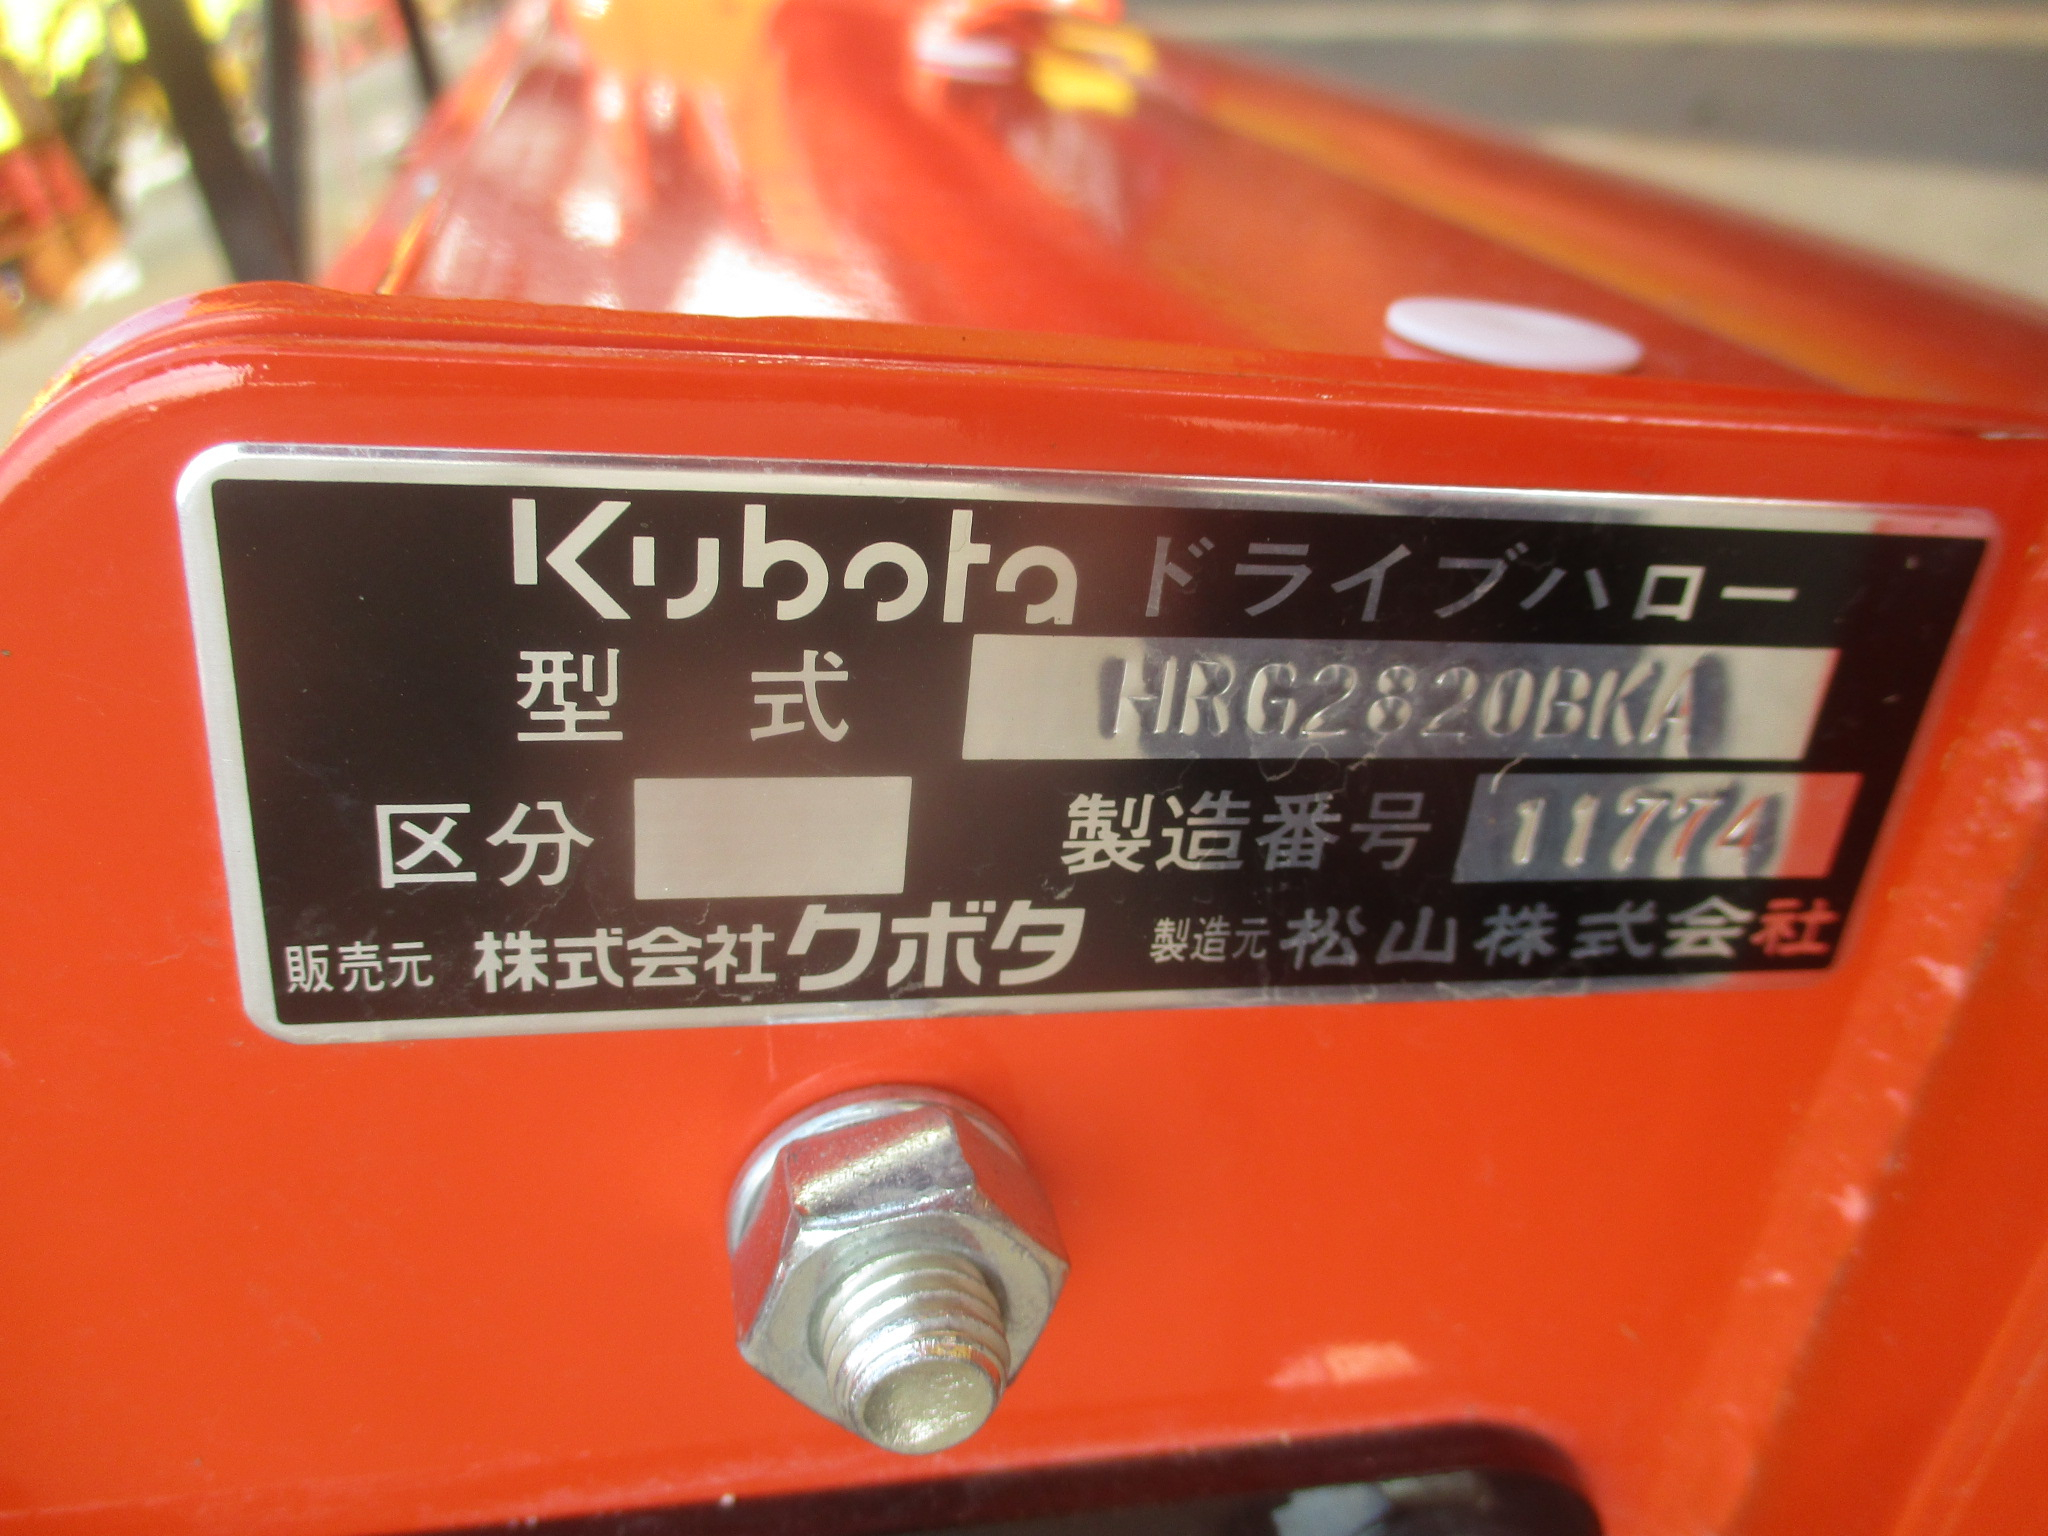 Kubota ドライブハロー
型式 HRG2820BKA
区分 製造番号 11774
販売元 株式会社クボタ 製造元 松山株式会社